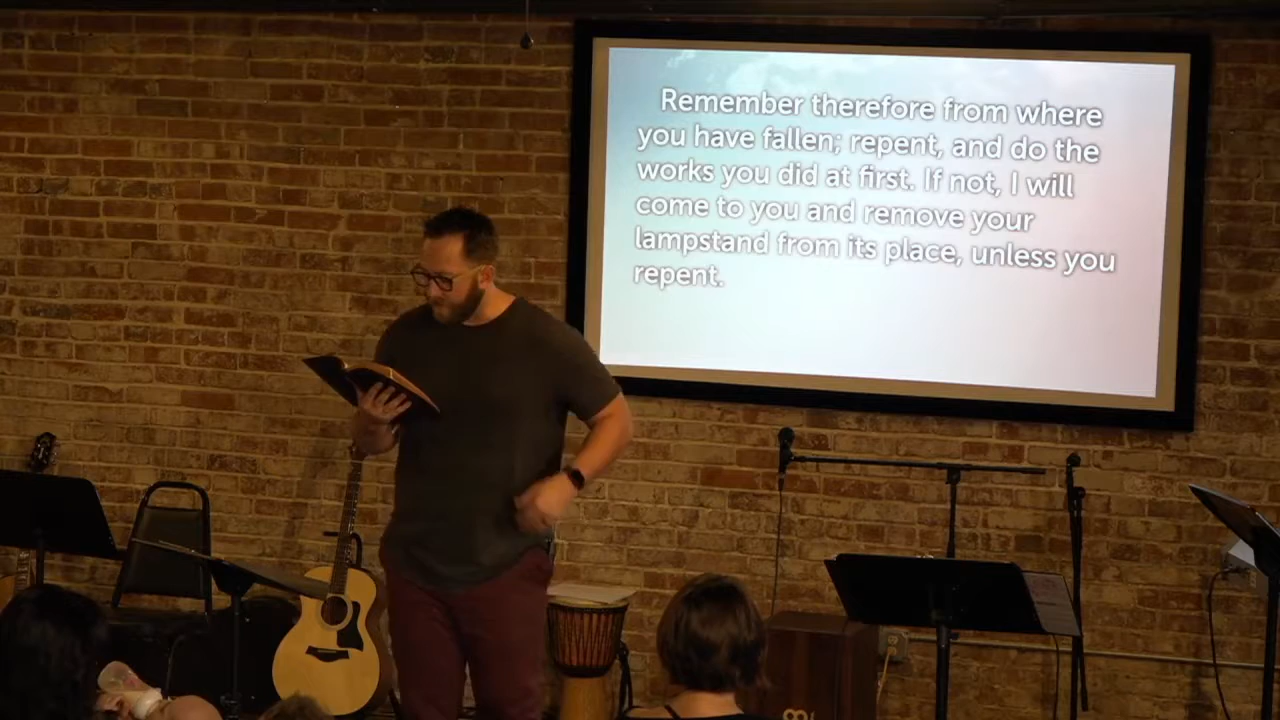 Remember therefore from where
you have fallen; repent, and do the
works you did at first. If not, I will
come to you and remove your
lampstand from its place, unless you
repent.